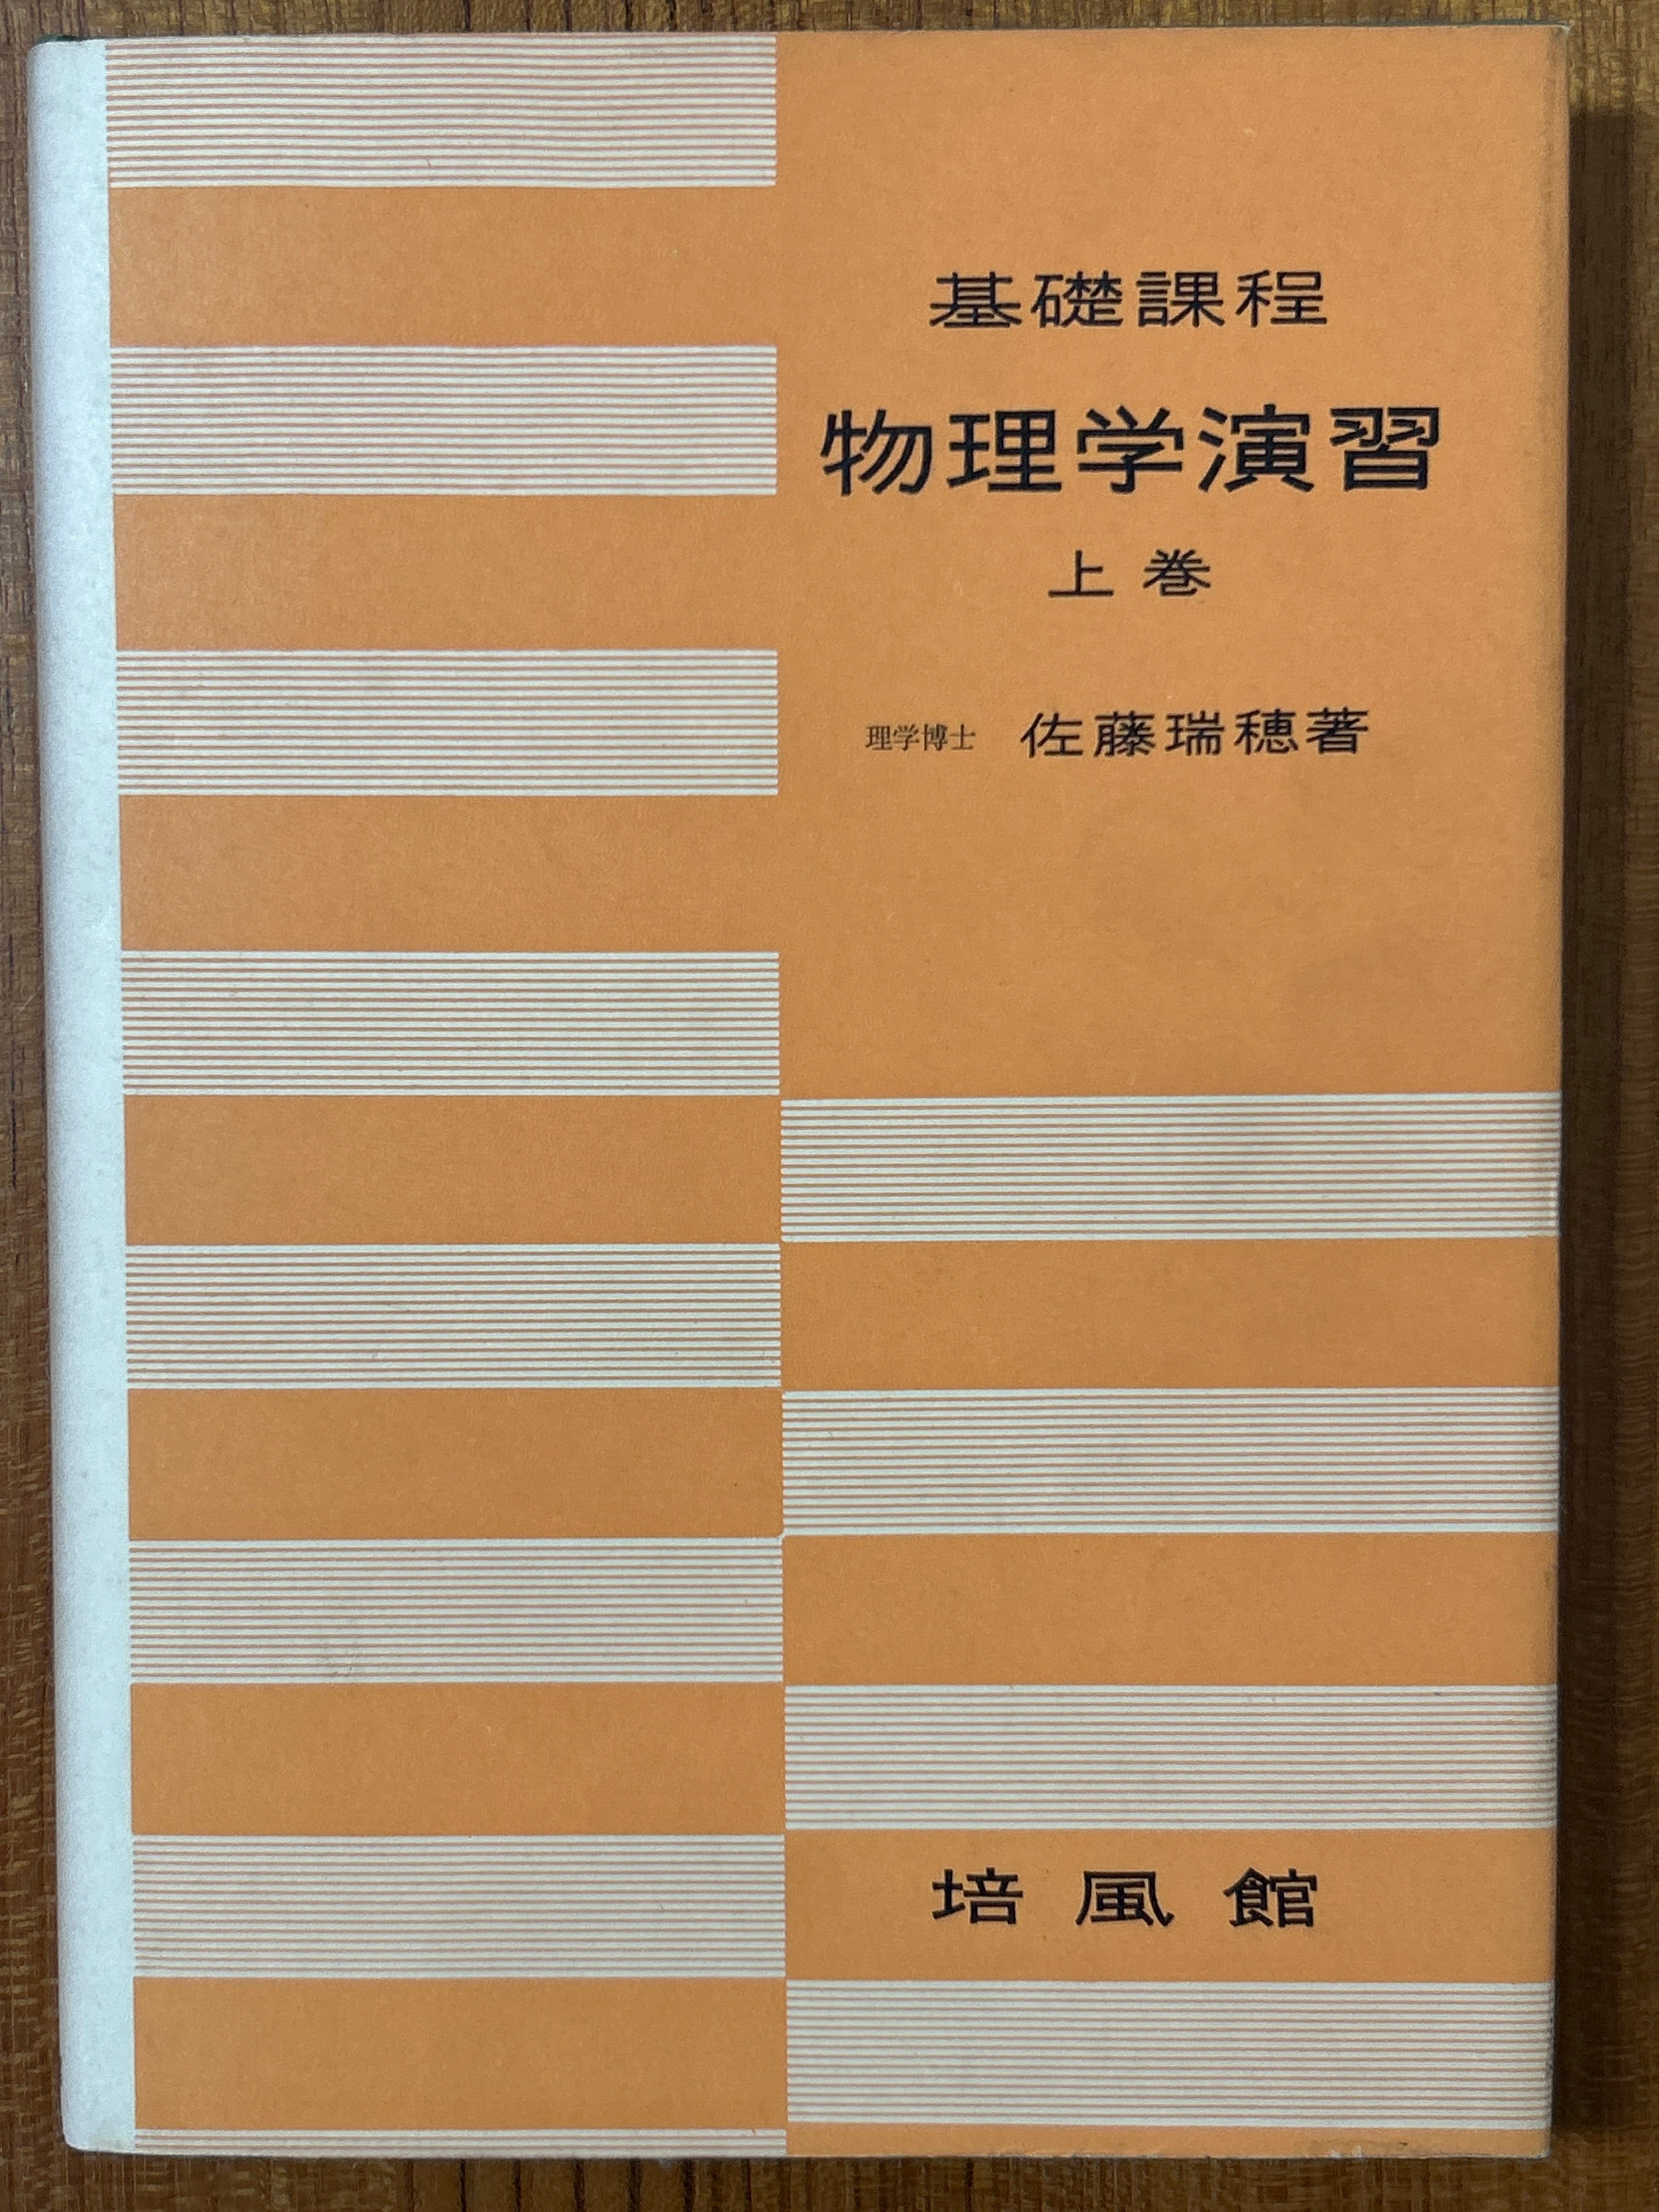 基礎課程
物理学演習
上巻
理学博士 佐藤瑞穂著
培風館